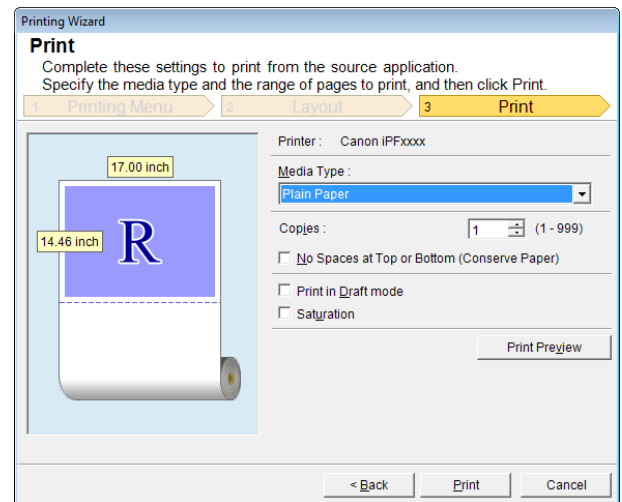 Printing Wizard
Print
Complete these settings to print from the source application.
Specify the media type and the range of pages to print, and then click Print.
1 Printing Menu 2 Layout 3 Print
Printer : Canon iPFxxxx
17.00 inch
14.46 inch
R
Media Type :
Plain Paper
Copies : 1 (1 - 999)
No Spaces at Top or Bottom (Conserve Paper)
Print in Draft mode
Saturation
Print Preview
< Back Print Cancel